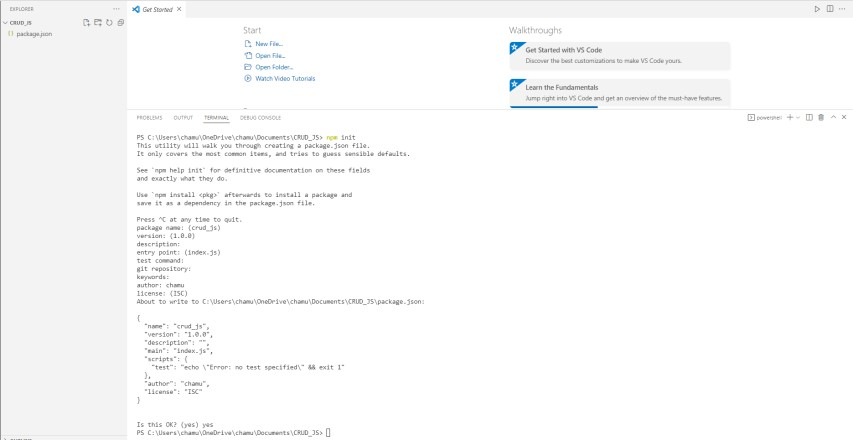 EXPLORER
CRUD_JS
package.json
Get Started
Start
New File...
Open File...
Open Folder...
Watch Video Tutorials
Walkthroughs
Get Started with VS Code
Discover the best customizations to make VS Code yours.
Learn the Fundamentals
Jump right into VS Code and get an overview of the must-have features.
PROBLEMS OUTPUT TERMINAL DEBUG CONSOLE
powershell
PS C:\Users\chamu\OneDrive\chamu\Documents\CRUD_JS> npm init
This utility will walk you through creating a package.json file.
It only covers the most common items, and tries to guess sensible defaults.
See `npm help init` for definitive documentation on these fields
and exactly what they do.
Use `npm install <pkg>` afterwards to install a package and
save it as a dependency in the package.json file.
Press ^C at any time to quit.
package name: (crud_js)
version: (1.0.0)
description:
entry point: (index.js)
test command:
git repository:
keywords:
author: chamu
license: (ISC)
About to write to C:\Users\chamu\OneDrive\chamu\Documents\CRUD_JS\package.json:
{
"name": "crud_js",
"version": "1.0.0",
"description": "",
"main": "index.js",
"scripts": {
"test": "echo \"Error: no test specified\" && exit 1"
},
"author": "chamu",
"license": "ISC"
}
Is this OK? (yes) yes
PS C:\Users\chamu\OneDrive\chamu\Documents\CRUD_JS>